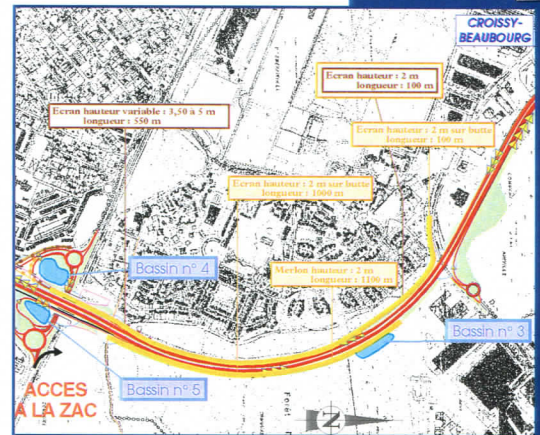 CROISSY-
BEAUBOURG
Ecran hauteur : 2 m
longueur : 100 m
Ecran hauteur variable : 3,50 à 5 m
longueur : 550 m
Ecran hauteur : 2 m sur butte
longueur : 100 m
Ecran hauteur : 2 m sur butte
longueur : 1000 m
Bassin n° 4
Merlon hauteur : 2 m
longueur : 1100 m
Bassin n° 3
Bassin n° 5
ACCES
A LA ZAC
Forêt
N